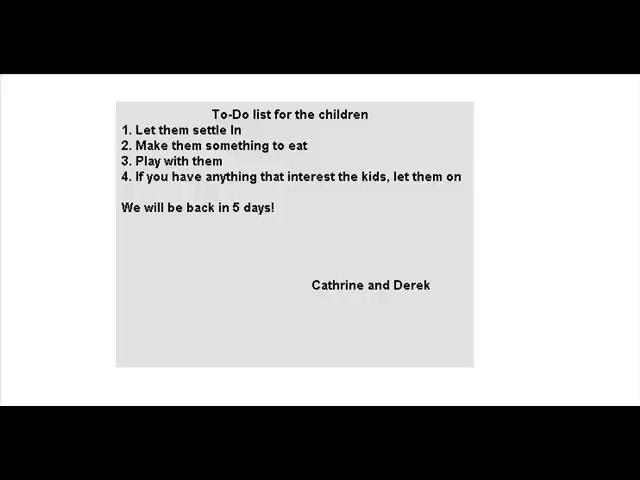 To-Do list for the children
1. Let them settle In
2. Make them something to eat
3. Play with them
4. If you have anything that interest the kids, let them on
We will be back in 5 days!
Cathrine and Derek